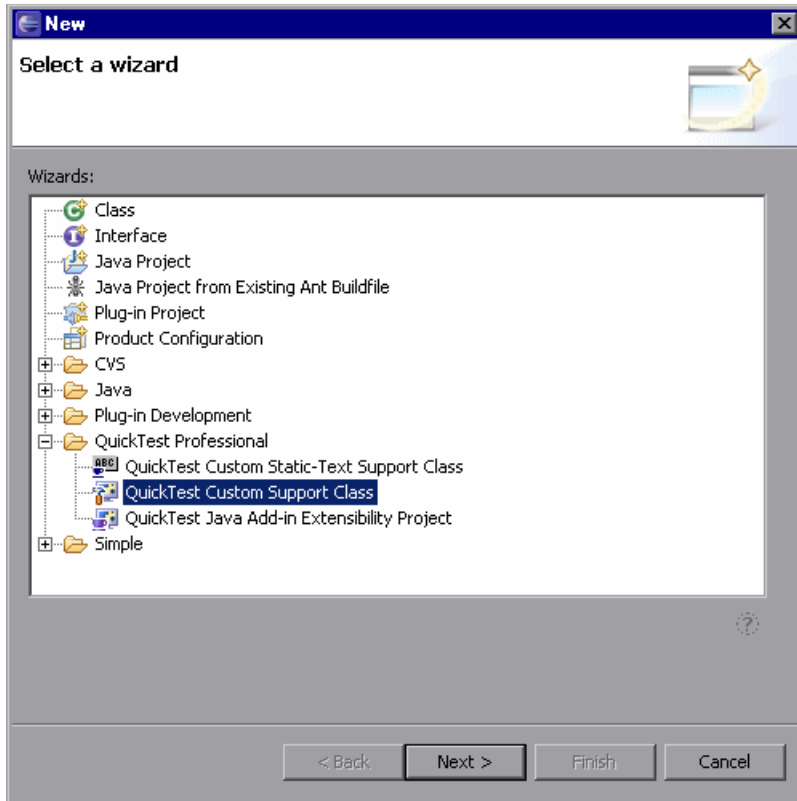 New
Select a wizard
Wizards:
Class
Interface
Java Project
Java Project from Existing Ant Buildfile
Plug-in Project
Product Configuration
CVS
Java
Plug-in Development
QuickTest Professional
QuickTest Custom Static-Text Support Class
QuickTest Custom Support Class
QuickTest Java Add-in Extensibility Project
Simple
< Back Next > Finish Cancel